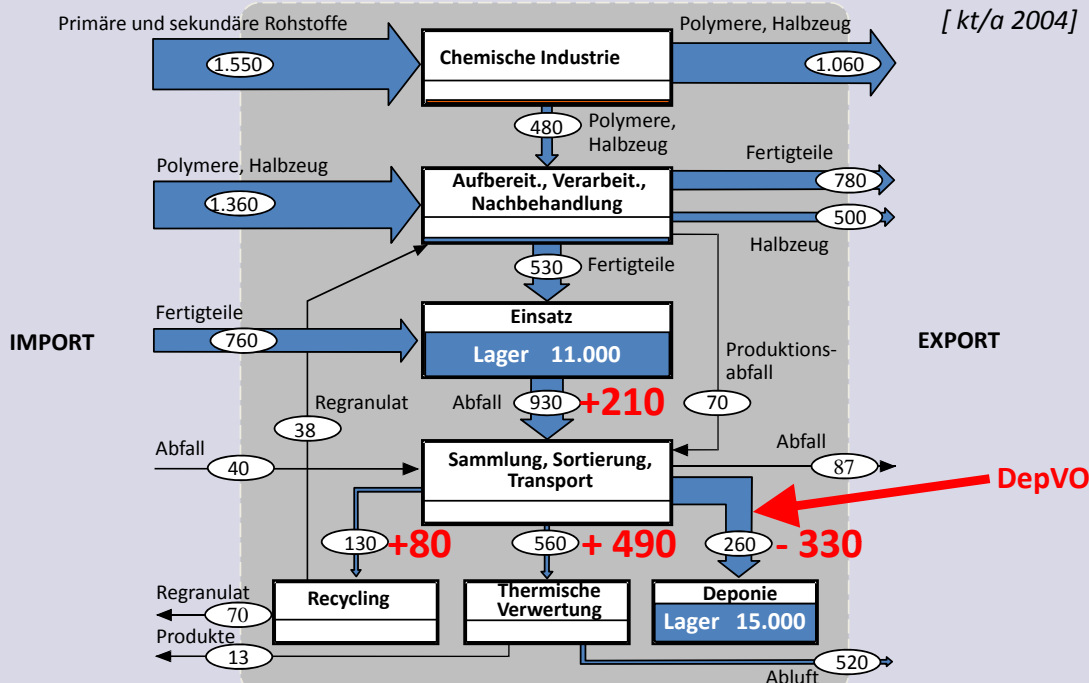 Primäre und sekundäre Rohstoffe
Polymere, Halbzeug
[ kt/a 2004]
1.550
Chemische Industrie
1.060
480
Polymere,
Halbzeug
Polymere, Halbzeug
Fertigteile
1.360
Aufbereit., Verarbeit.,
Nachbehandlung
780
500
Halbzeug
530
Fertigteile
Fertigteile
IMPORT
760
Einsatz
Lager 11.000
EXPORT
Produktions-
abfall
Regranulat
Abfall
930
+210
70
38
Abfall
40
Sammlung, Sortierung,
Transport
Abfall
87
DepVO
130
+80
560
+ 490
260
- 330
Regranulat
70
Recycling
Thermische
Verwertung
Deponie
Lager 15.000
Produkte
13
520
Abluft